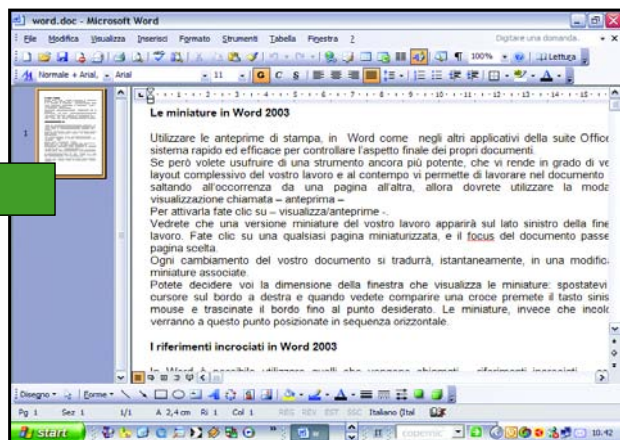 word.doc - Microsoft Word
File Modifica Visualizza Inserisci Formato Strumenti Tabella Finestra ?
Digitare una domanda.
100%
Lettura
Normale + Arial, Arial 11 G C S
Le miniature in Word 2003
Utilizzare le anteprime di stampa, in Word come negli altri applicativi della suite Office
sistema rapido ed efficace per controllare l'aspetto finale dei propri documenti.
Se però volete usufruire di una strumento ancora più potente, che vi rende in grado di ve
layout complessivo del vostro lavoro e al contempo vi permette di lavorare nel documento
saltando all'occorrenza da una pagina all'altra, allora dovrete utilizzare la moda
visualizzazione chiamata – anteprima –
Per attivarla fate clic su – visualizza/anteprime -.
Vedrete che una versione miniature del vostro lavoro apparirà sul lato sinistro della fine
lavoro. Fate clic su una qualsiasi pagina miniaturizzata, e il focus del documento passe
pagina scelta.
Ogni cambiamento del vostro documento si tradurrà, istantaneamente, in una modifica
miniature associate.
Potete decidere voi la dimensione della finestra che visualizza le miniature: spostatevi
cursore sul bordo a destra e quando vedete comparire una croce premete il tasto sinis
mouse e trascinate il bordo fino al punto desiderato. Le miniature, invece che incolo
verranno a questo punto posizionate in sequenza orizzontale.
I riferimenti incrociati in Word 2003
1
Disegno Forme
Pg 1 Sez 1 1/1 A 2,4 cm Ri 1 Col 1 REG REV EST SSC Italiano (Ital
start IT copernic 10.42